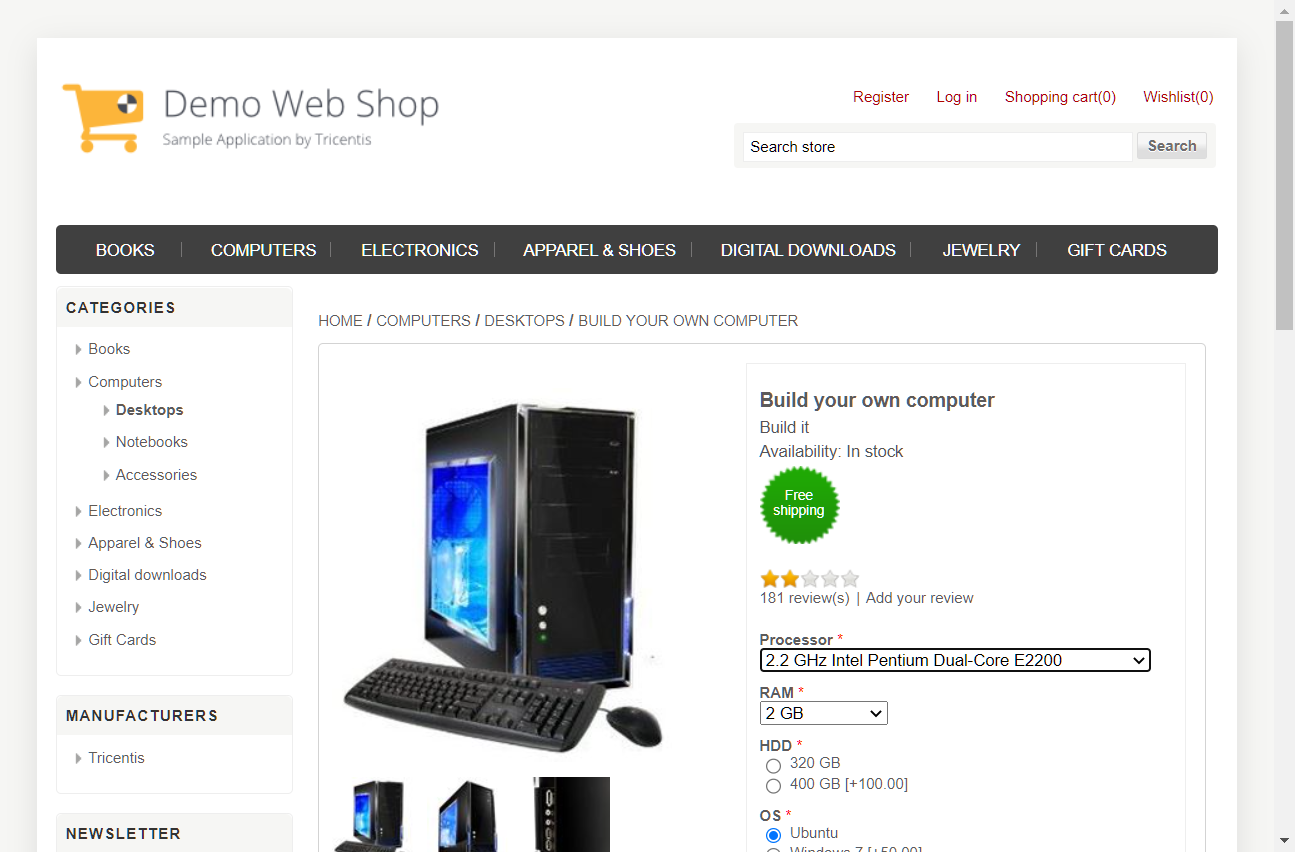 Demo Web Shop
Sample Application by Tricentis
Register Log in Shopping cart(0) Wishlist(0)
Search store Search
BOOKS COMPUTERS ELECTRONICS APPAREL & SHOES DIGITAL DOWNLOADS JEWELRY GIFT CARDS
CATEGORIES
Books
Computers
Desktops
Notebooks
Accessories
Electronics
Apparel & Shoes
Digital downloads
Jewelry
Gift Cards
MANUFACTURERS
Tricentis
NEWSLETTER
HOME / COMPUTERS / DESKTOPS / BUILD YOUR OWN COMPUTER
Build your own computer
Build it
Availability: In stock
Free
shipping
181 review(s) | Add your review
Processor *
2.2 GHz Intel Pentium Dual-Core E2200
RAM *
2 GB
HDD *
320 GB
400 GB [+100.00]
OS *
Ubuntu
Windows 7 [+50.00]